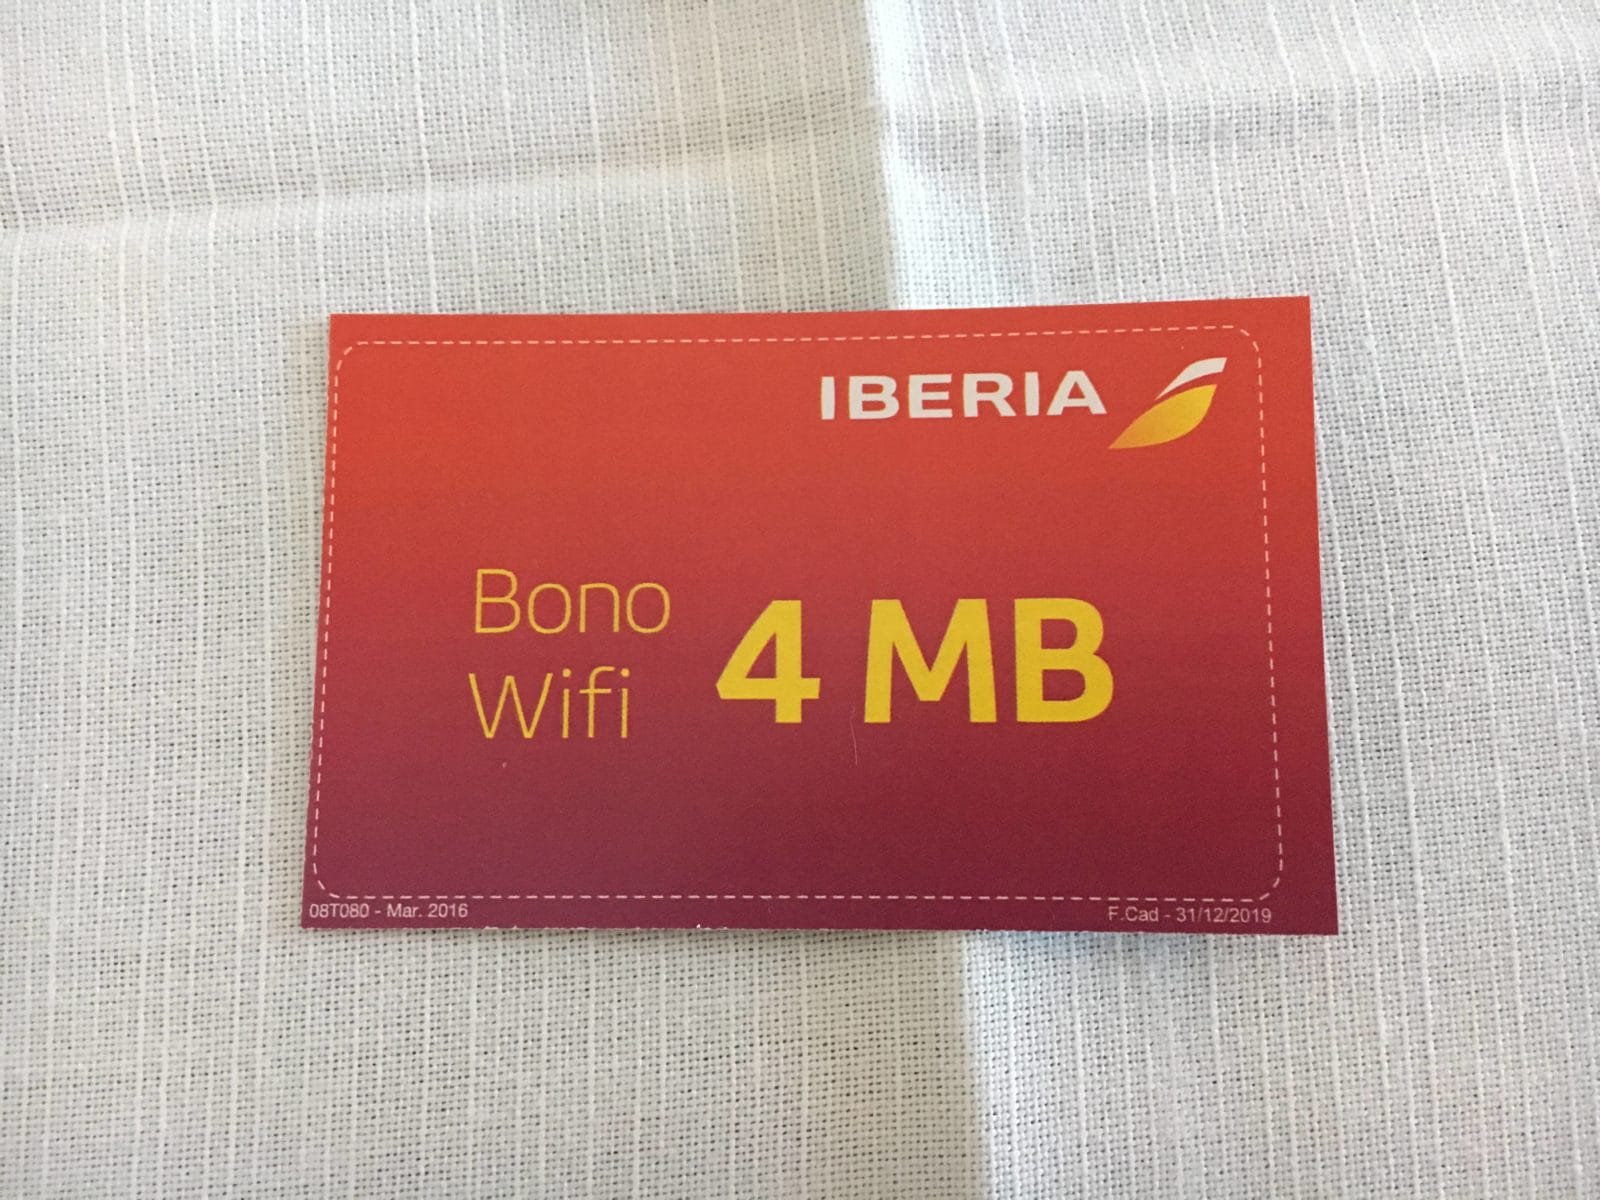 IBERIA
Bono
Wifi
4 MB
08T080 - Mar. 2016
F.Cad - 31/12/2019